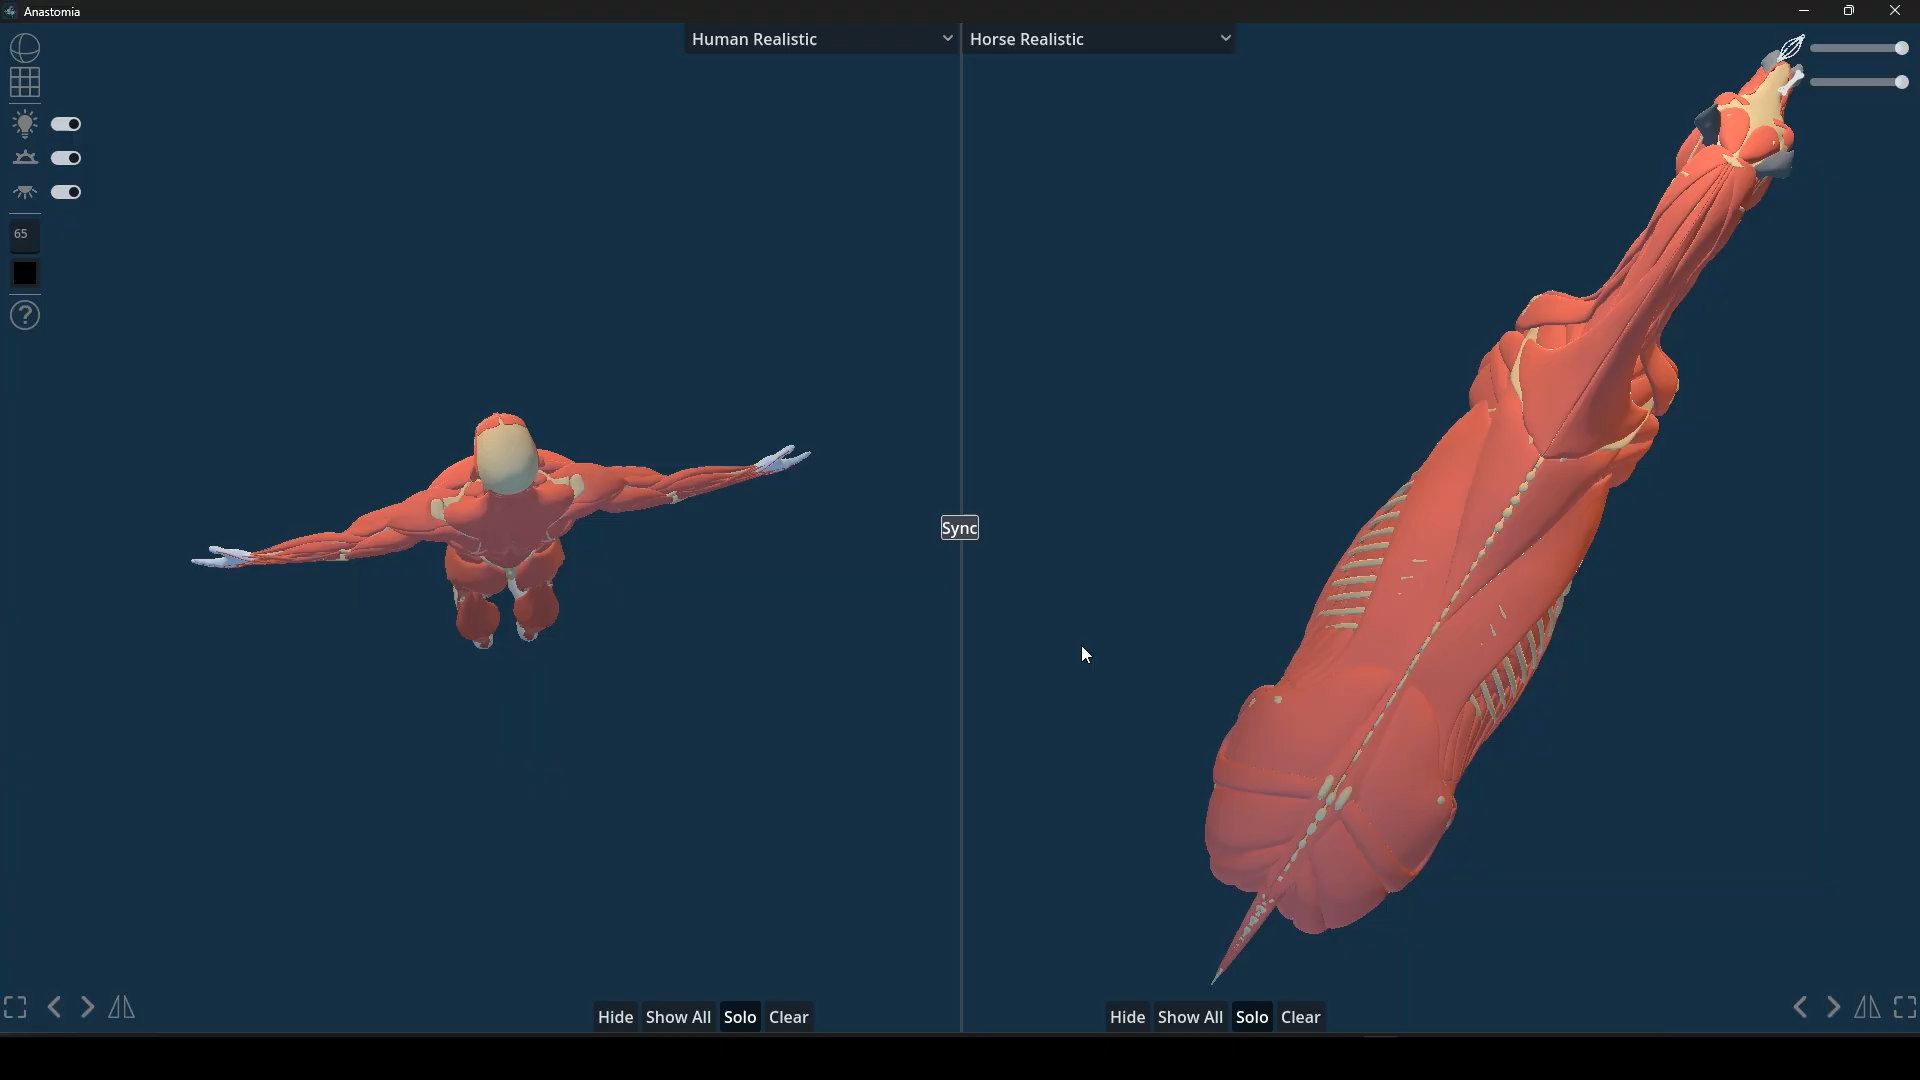 Anastomia
Human Realistic
Horse Realistic
65
?
Sync
Hide Show All Solo Clear
Hide Show All Solo Clear